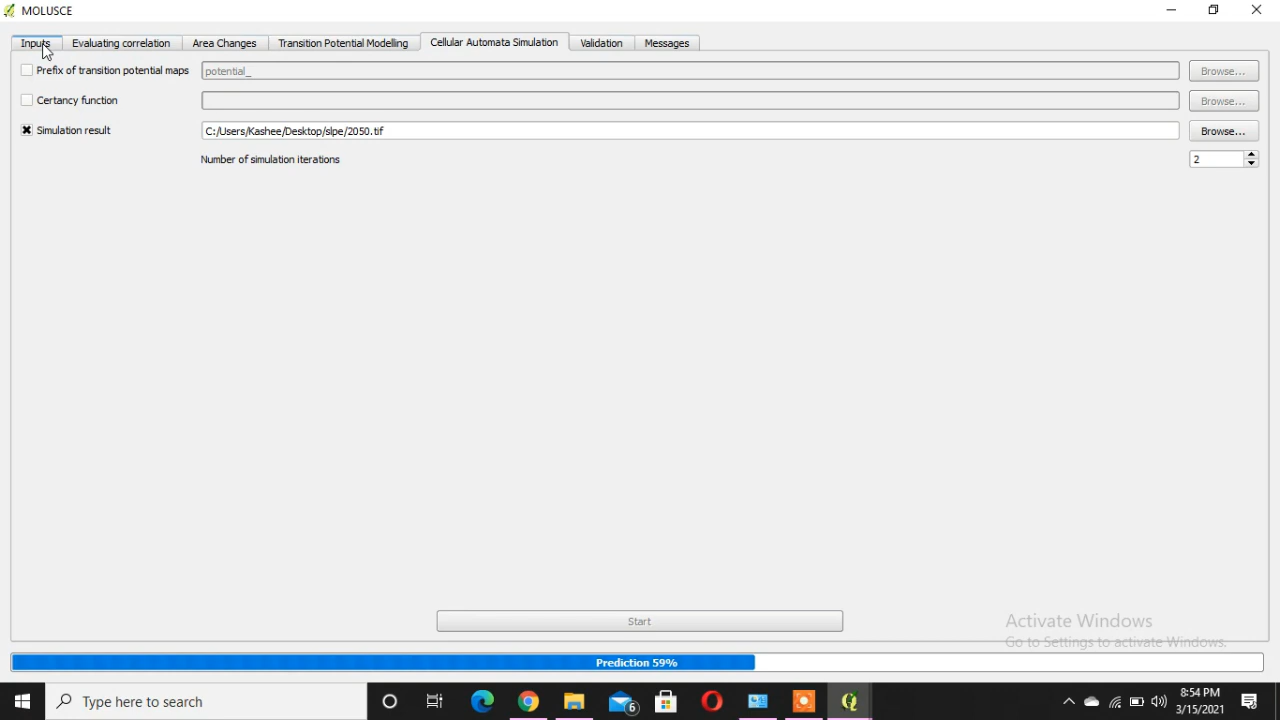 MOLUSCE
Inputs Evaluating correlation Area Changes Transition Potential Modelling Cellular Automata Simulation Validation Messages
Prefix of transition potential maps potential_ Browse...
Certancy function Browse...
Simulation result C:/Users/Kashee/Desktop/slpe/2050.tif Browse...
Number of simulation iterations 2
Start
Activate Windows
Go to Settings to activate Windows.
Prediction 59%
Type here to search 6 8:54 PM
3/15/2021